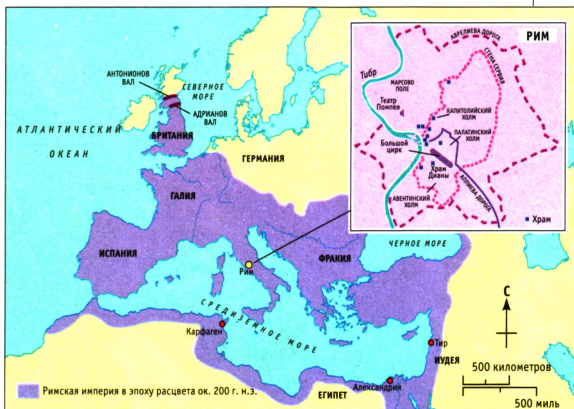 РИМ
АВРЕЛИЕВА ДОРОГА
СТЕНА СЕРВИЯ
Тибр
МАРСОВО
ПОЛЕ
Театр
Помпея
КАПИТОЛИЙСКИЙ
ХОЛМ
ПАЛАТИНСКИЙ
ХОЛМ
Большой
цирк
Храм
Дианы
АППИЕВА ДОРОГА
АВЕНТИНСКИЙ
ХОЛМ
Храм
АНТОНИОНОВ
ВАЛ
СЕВЕРНОЕ
МОРЕ
АДРИАНОВ
ВАЛ
АТЛАНТИЧЕСКИЙ
ОКЕАН
БРИТАНИЯ
ГЕРМАНИЯ
ГАЛИЯ
ИСПАНИЯ
Рим
ФРАКИЯ
ЧЕРНОЕ МОРЕ
СРЕДИЗЕМНОЕ МОРЕ
Карфаген
С
Тир
ИУДЕЯ
Александрия
ЕГИПЕТ
500 километров
500 миль
Римская империя в эпоху расцвета ок. 200 г. н.э.